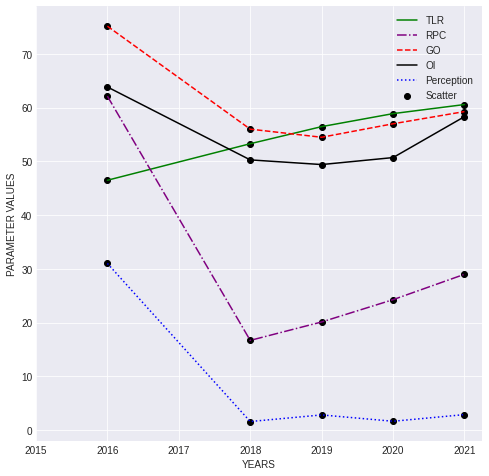 TLR
RPC
GO
OI
Perception
Scatter
PARAMETER VALUES
70
60
50
40
30
20
10
0
2015 2016 2017 2018 2019 2020 2021
YEARS